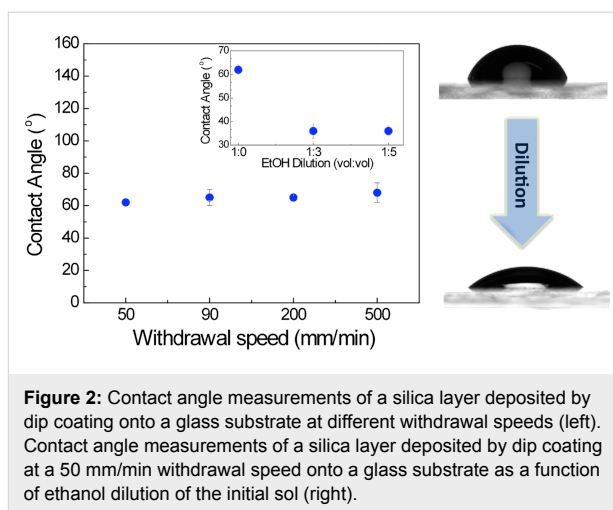 160
140
120
100
80
60
40
20
0
Contact Angle (°)
50 90 200 500
Withdrawal speed (mm/min)
70
60
50
40
30
Contact Angle (°)
1:0 1:3 1:5
EtOH Dilution (vol:vol)
Dilution
Figure 2: Contact angle measurements of a silica layer deposited by
dip coating onto a glass substrate at different withdrawal speeds (left).
Contact angle measurements of a silica layer deposited by dip coating
at a 50 mm/min withdrawal speed onto a glass substrate as a function
of ethanol dilution of the initial sol (right).